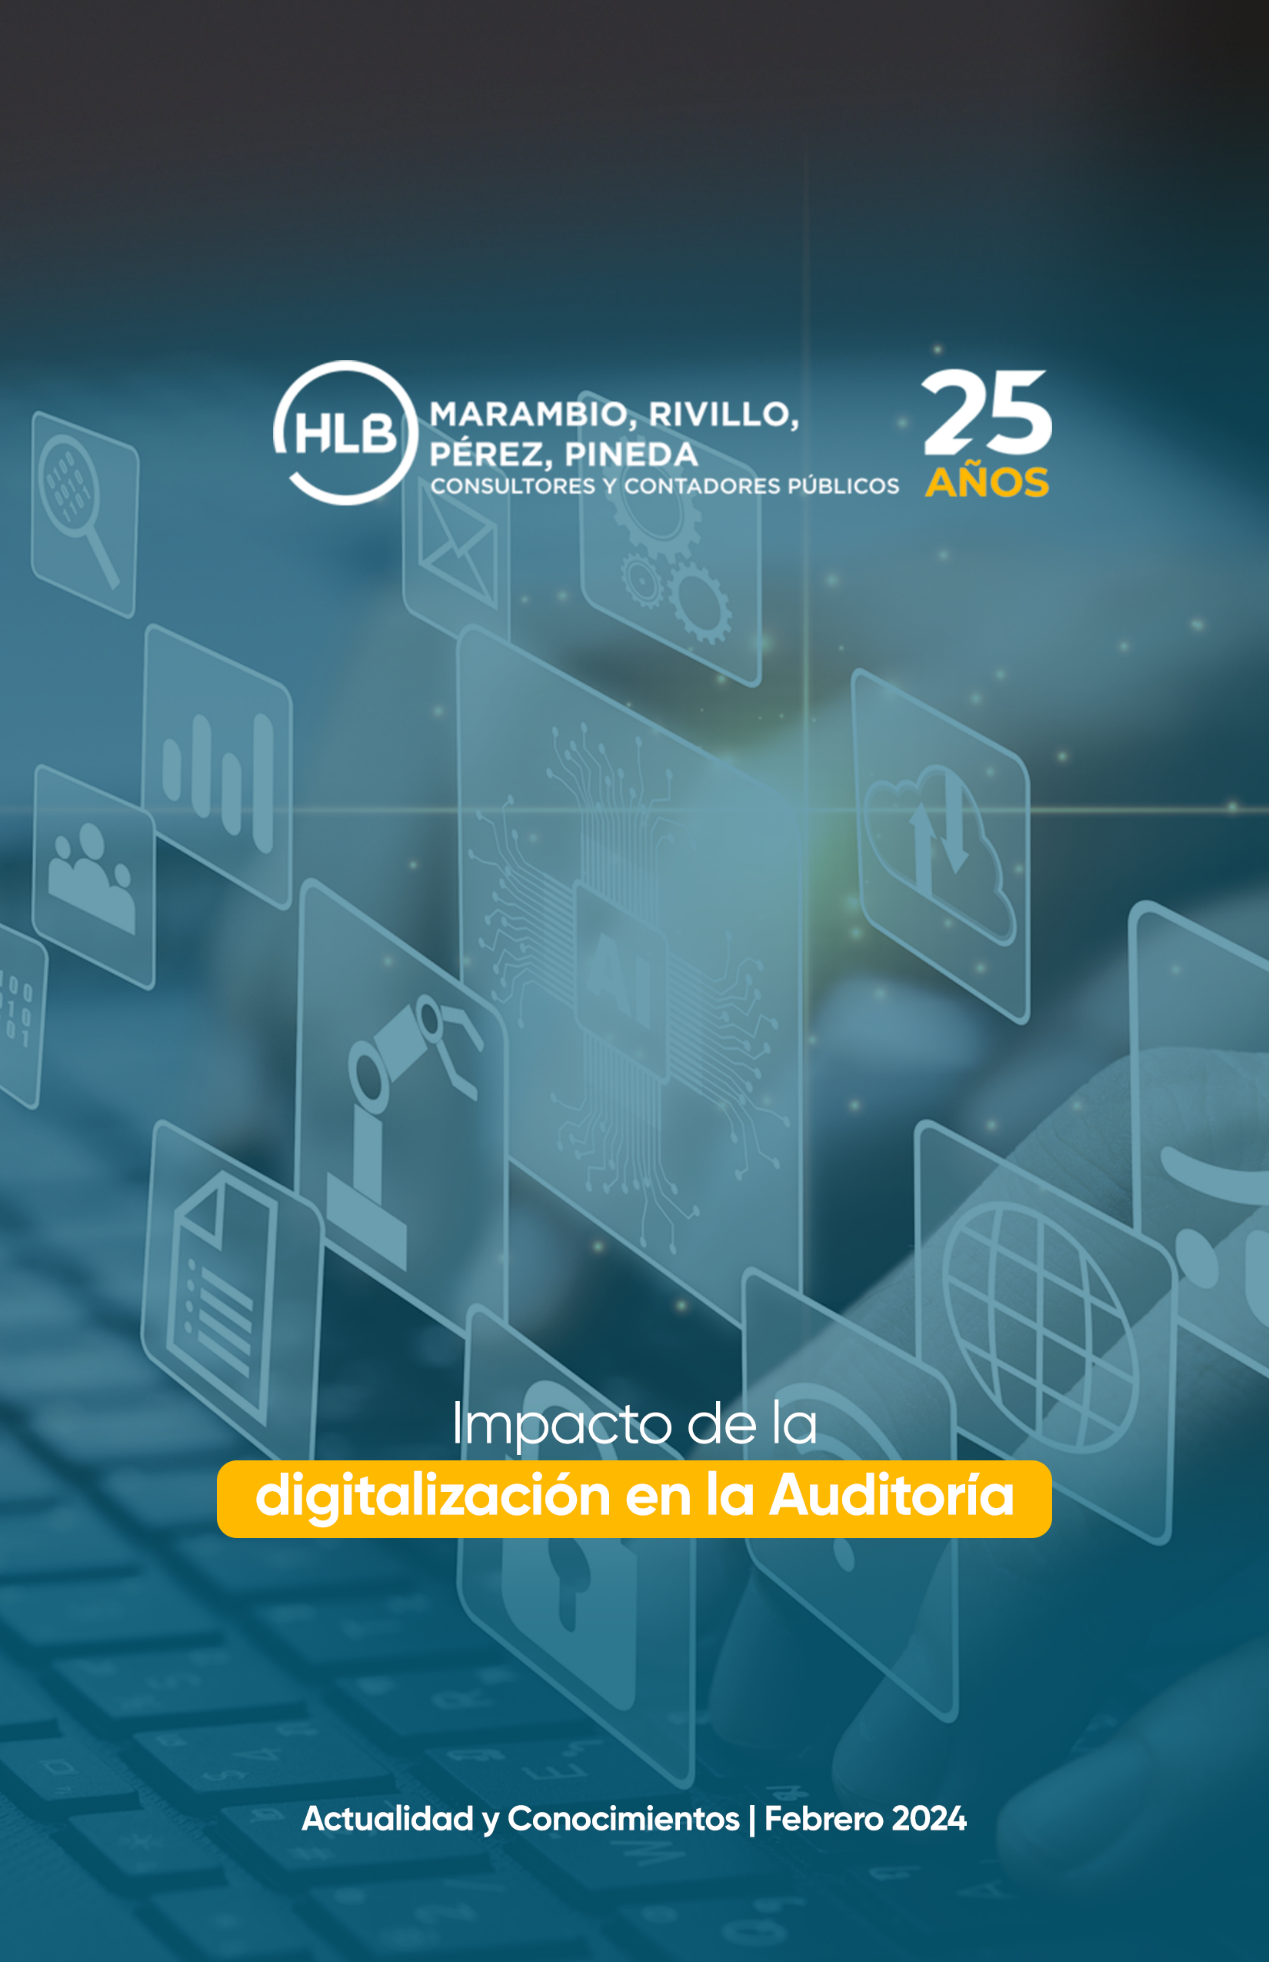 HLB
MARAMBIO, RIVILLO,
PÉREZ, PINEDA
CONSULTORES Y CONTADORES PÚBLICOS
25
AÑOS
AI
Impacto de la
digitalización en la Auditoría
Actualidad y Conocimientos | Febrero 2024